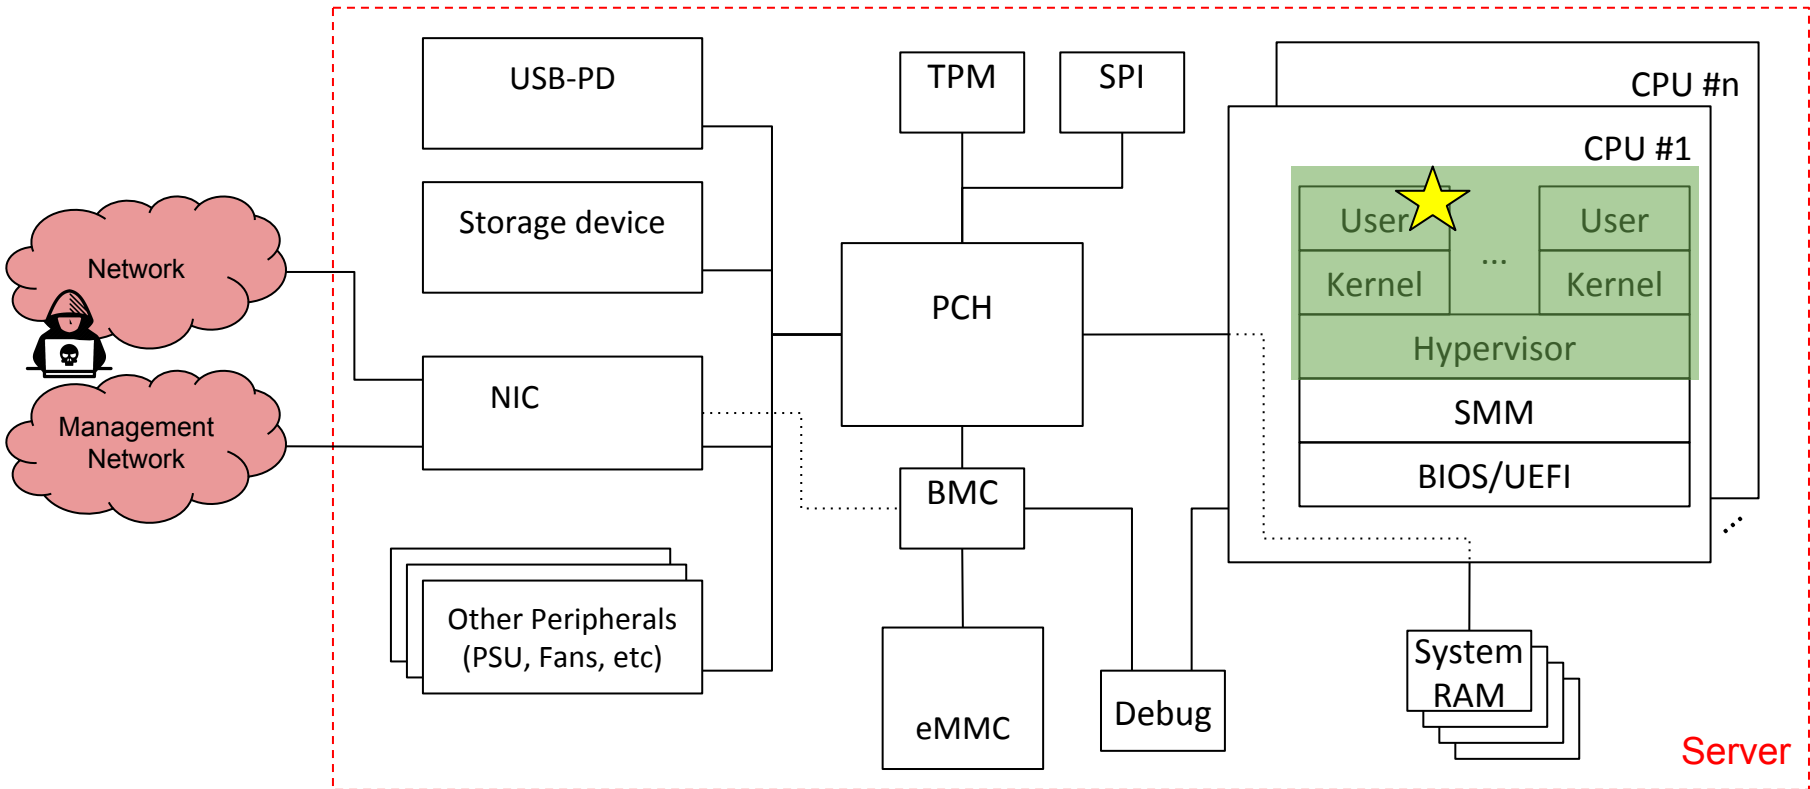 USB-PD
TPM
SPI
CPU #n
CPU #1
Storage device
User
...
User
Network
Kernel
Kernel
PCH
Hypervisor
NIC
SMM
Management
Network
BMC
BIOS/UEFI
...
Other Peripherals
(PSU, Fans, etc)
System
RAM
eMMC
Debug
Server